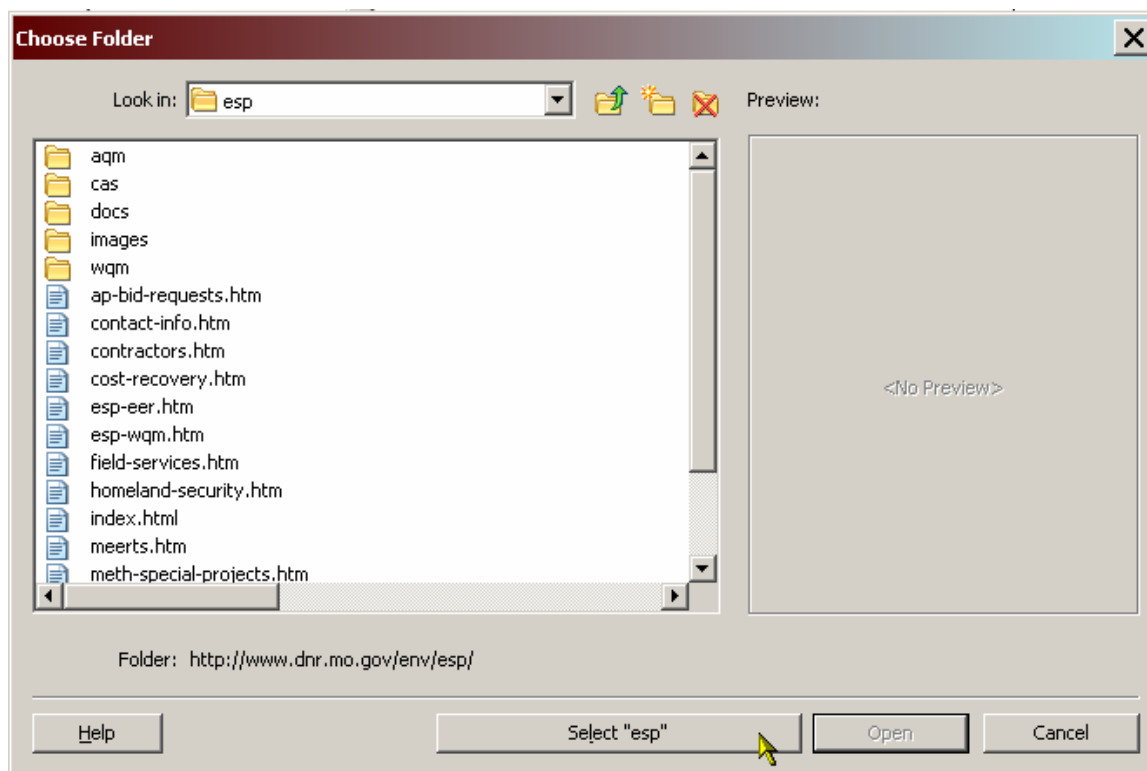 Choose Folder
Look in: esp
Preview:
aqm
cas
docs
images
wqm
ap-bid-requests.htm
contact-info.htm
contractors.htm
cost-recovery.htm
esp-eer.htm
esp-wqm.htm
field-services.htm
homeland-security.htm
index.html
meerts.htm
meth-special-projects.htm
<No Preview>
Folder: http://www.dnr.mo.gov/env/esp/
Help
Select "esp"
Open
Cancel